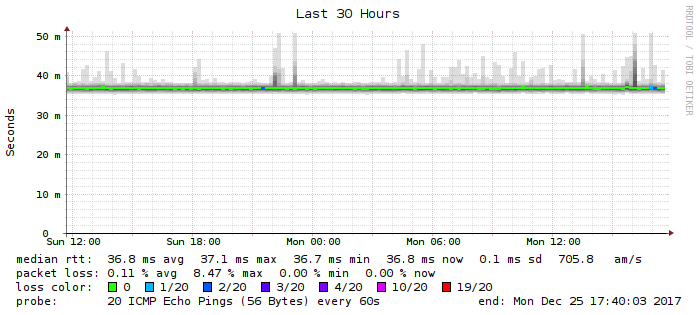 Last 30 Hours
RRDTOOL / TOBI OETIKER
Seconds
50 m
40 m
30 m
20 m
10 m
0
Sun 12:00 Sun 18:00 Mon 00:00 Mon 06:00 Mon 12:00
median rtt: 36.8 ms avg 37.1 ms max 36.7 ms min 36.8 ms now 0.1 ms sd 705.8 am/s
packet loss: 0.11 % avg 8.47 % max 0.00 % min 0.00 % now
loss color: 0 1/20 2/20 3/20 4/20 10/20 19/20
probe: 20 ICMP Echo Pings (56 Bytes) every 60s end: Mon Dec 25 17:40:03 2017